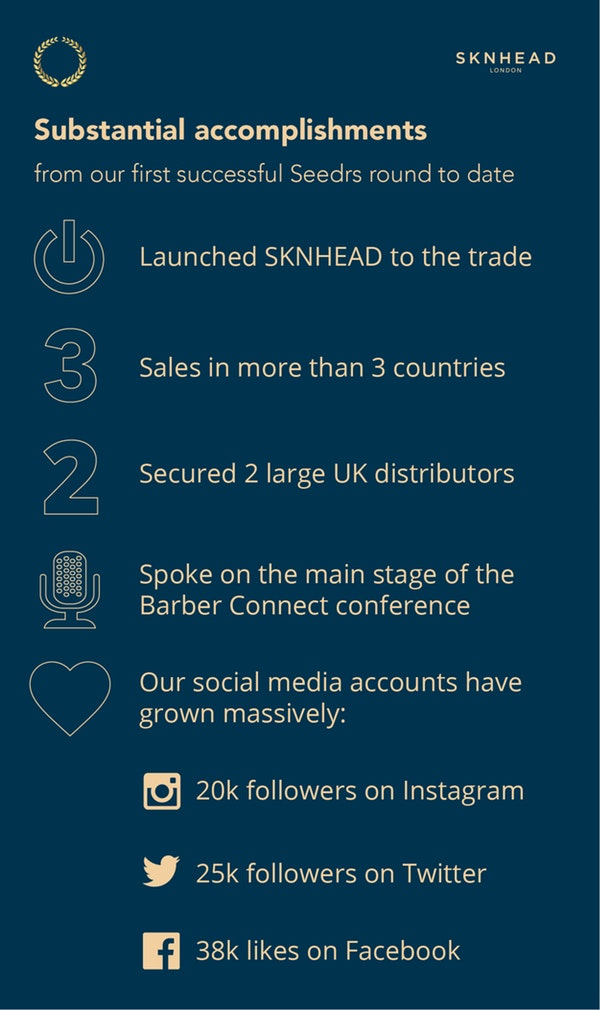 SKNHEAD
LONDON
Substantial accomplishments
from our first successful Seedrs round to date
Launched SKNHEAD to the trade
3
Sales in more than 3 countries
2
Secured 2 large UK distributors
Spoke on the main stage of the
Barber Connect conference
Our social media accounts have
grown massively:
20k followers on Instagram
25k followers on Twitter
38k likes on Facebook